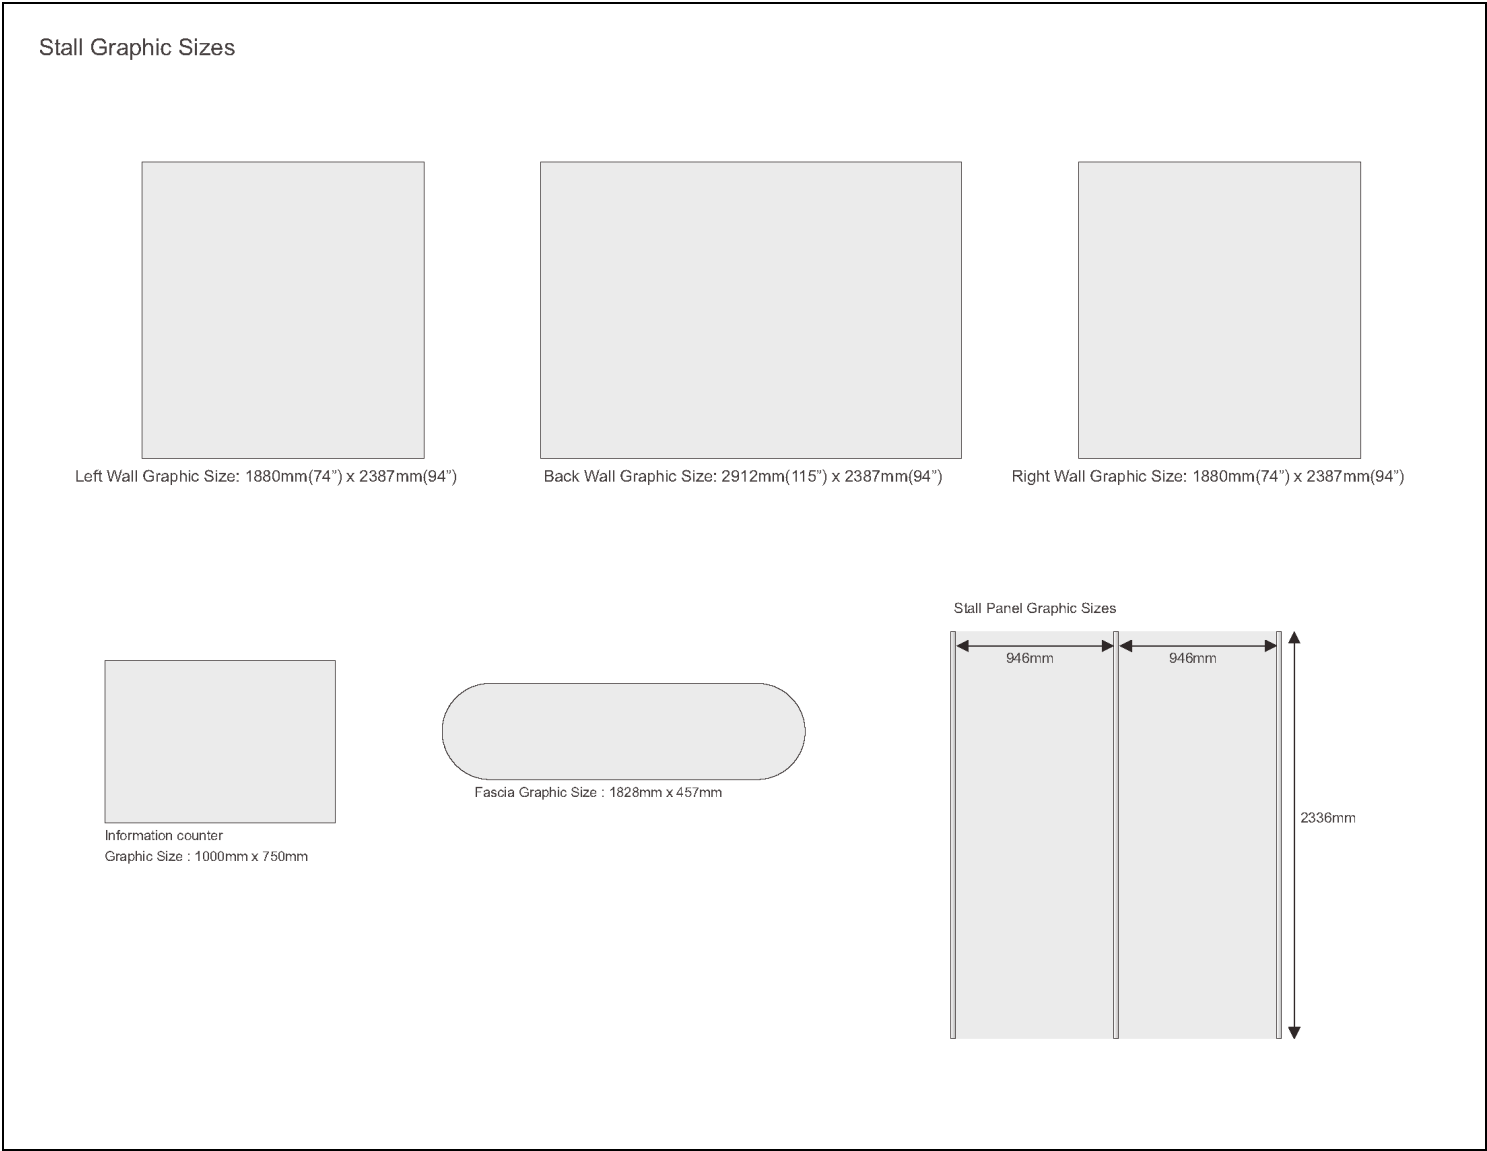 Stall Graphic Sizes
Left Wall Graphic Size: 1880mm(74”) x 2387mm(94”)
Back Wall Graphic Size: 2912mm(115”) x 2387mm(94”)
Right Wall Graphic Size: 1880mm(74”) x 2387mm(94”)
Stall Panel Graphic Sizes
946mm
946mm
2336mm
Information counter
Graphic Size : 1000mm x 750mm
Fascia Graphic Size : 1828mm x 457mm